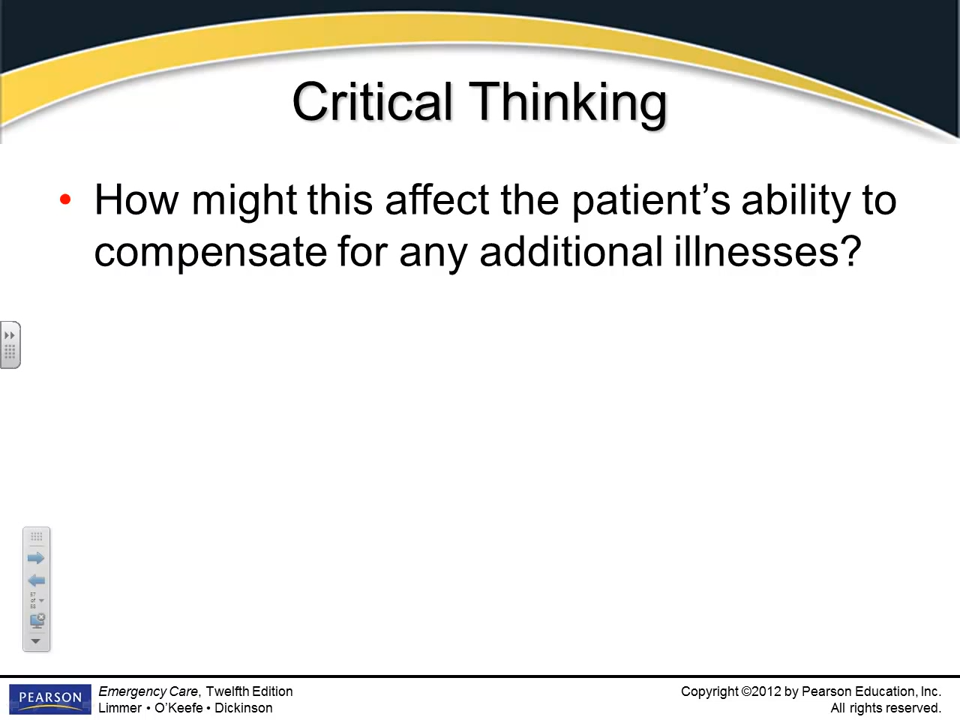 Critical Thinking
• How might this affect the patient’s ability to
compensate for any additional illnesses?
PEARSON
Emergency Care, Twelfth Edition
Limmer • O’Keefe • Dickinson
Copyright ©2012 by Pearson Education, Inc.
All rights reserved.